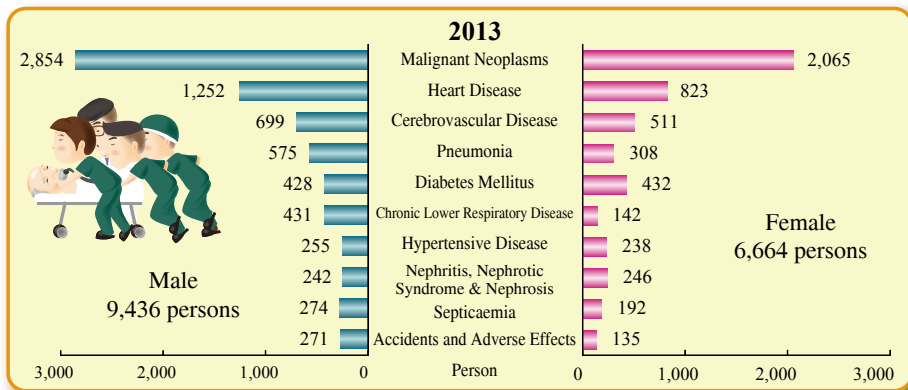 2013
2,854 Malignant Neoplasms 2,065
1,252 Heart Disease 823
699 Cerebrovascular Disease 511
575 Pneumonia 308
428 Diabetes Mellitus 432
431 Chronic Lower Respiratory Disease 142
255 Hypertensive Disease 238
242 Nephritis, Nephrotic
Syndrome & Nephrosis 246
274 Septicaemia 192
271 Accidents and Adverse Effects 135
Male
9,436 persons
Female
6,664 persons
3,000 2,000 1,000 0 Person 0 1,000 2,000 3,000